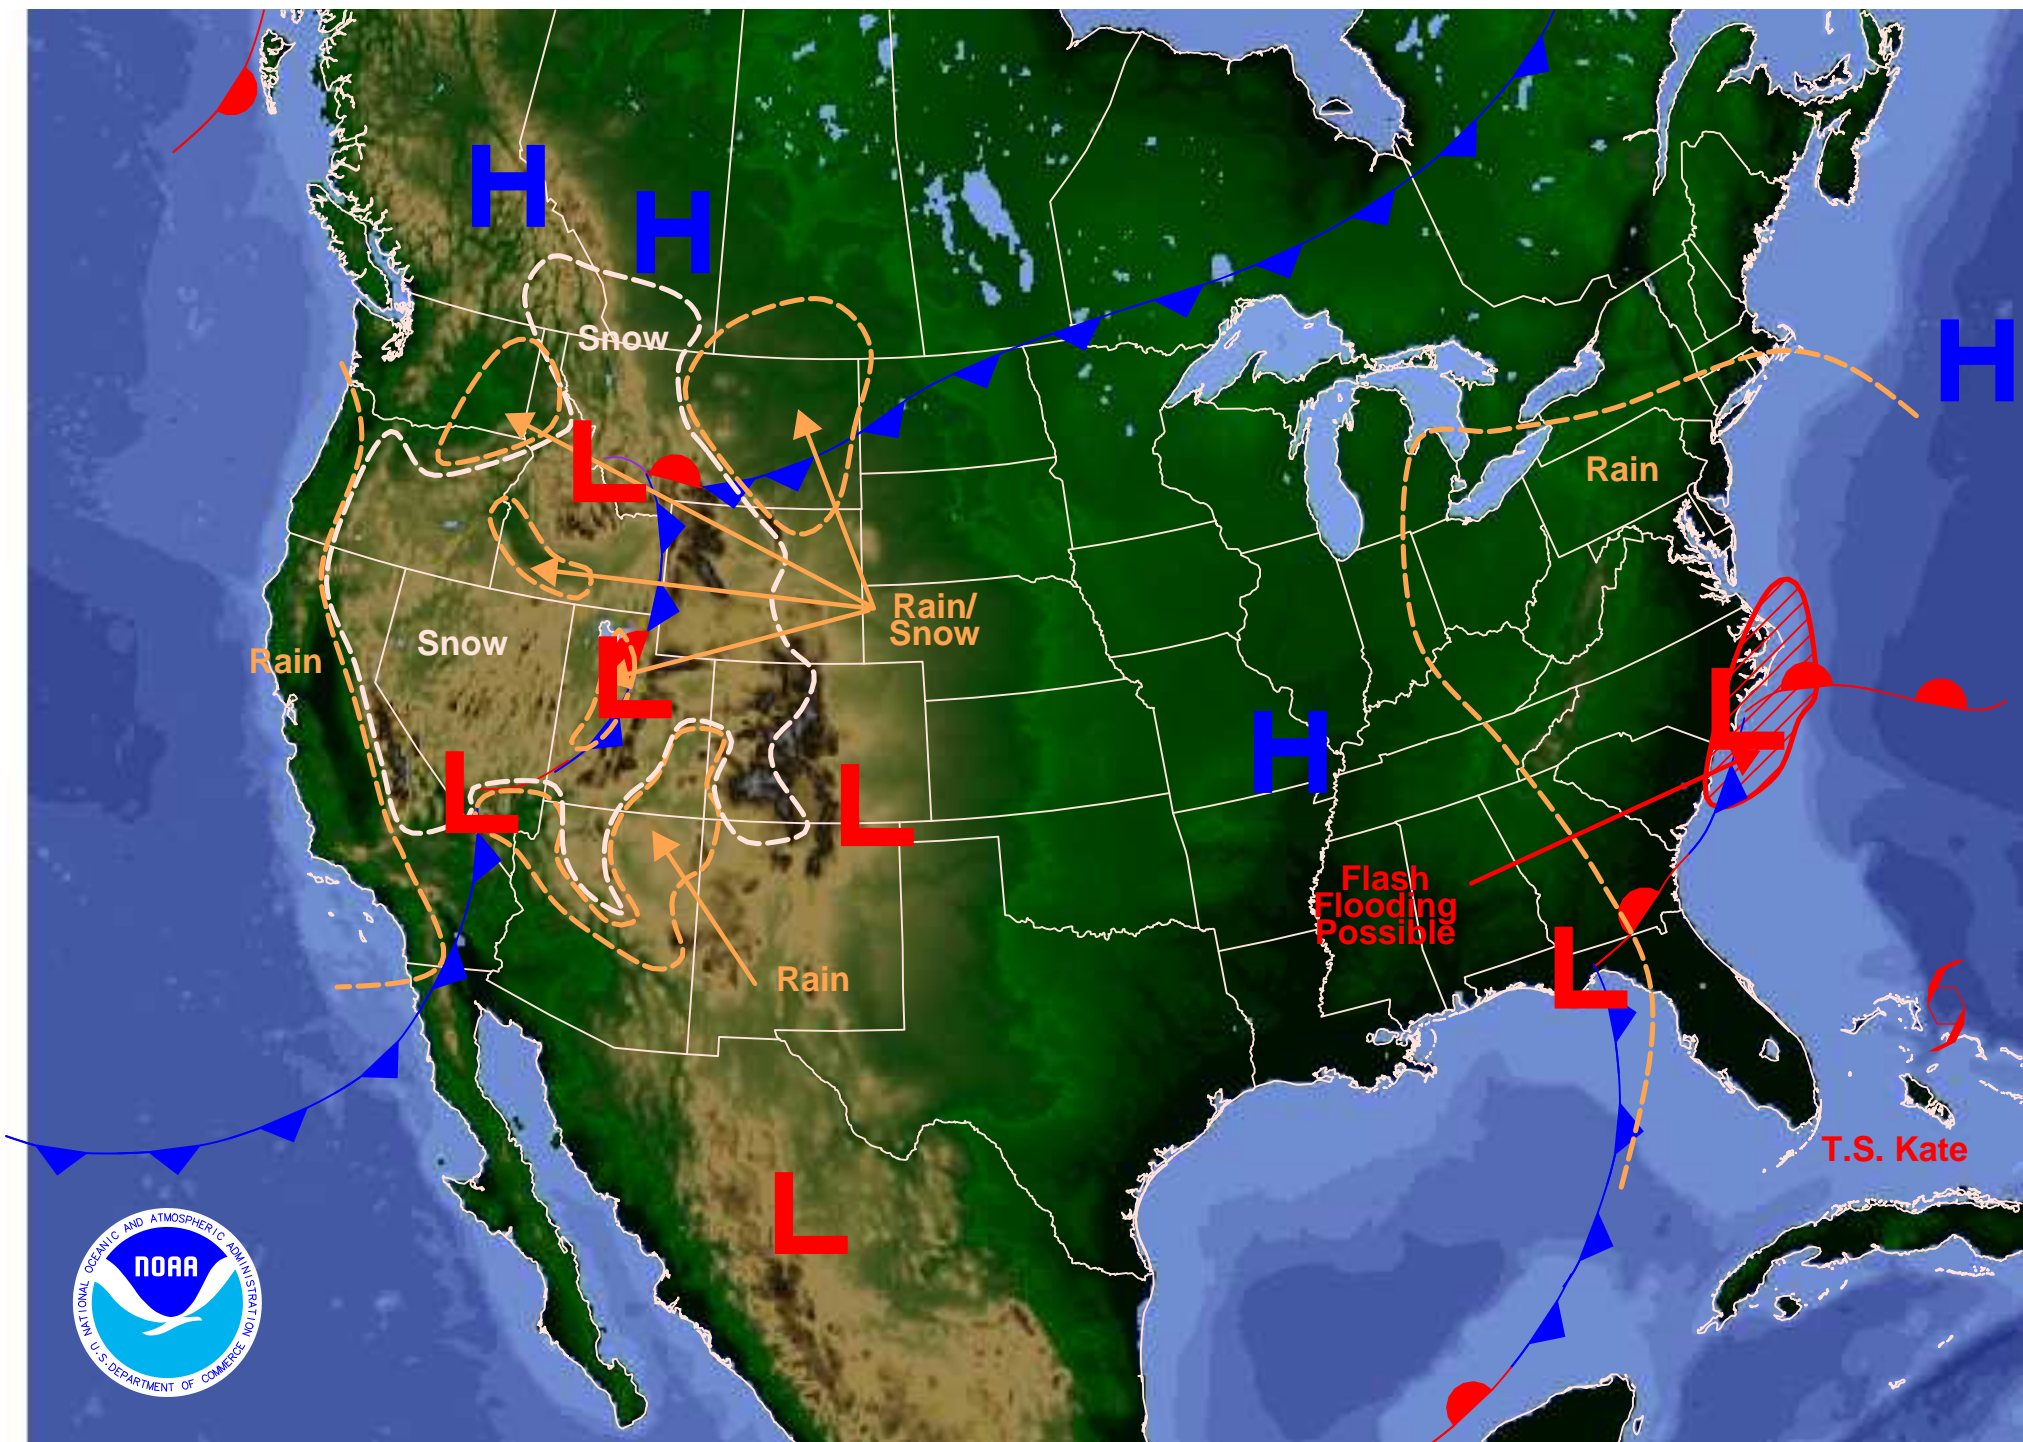 H
H
Snow
H
L
Rain
Rain/
Snow
Snow
Rain
L
L
H
L
L
Flash
Flooding
Possible
L
Rain
T.S. Kate
L
NATIONAL OCEANIC AND ATMOSPHERIC ADMINISTRATION
NOAA
U.S. DEPARTMENT OF COMMERCE